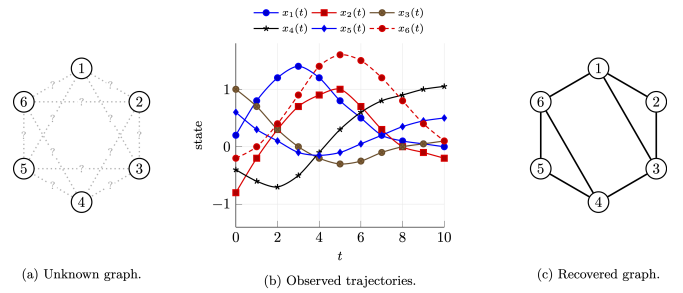 x₁(t) x₂(t) x₃(t)
x₄(t) x₅(t) x₆(t)
1
6 2
5 3
4
? ? ? ? ? ? ? ? ? ? ?
state
1
0
−1
0 2 4 6 8 10
t
1
6 2
5 3
4
(a) Unknown graph.
(b) Observed trajectories.
(c) Recovered graph.